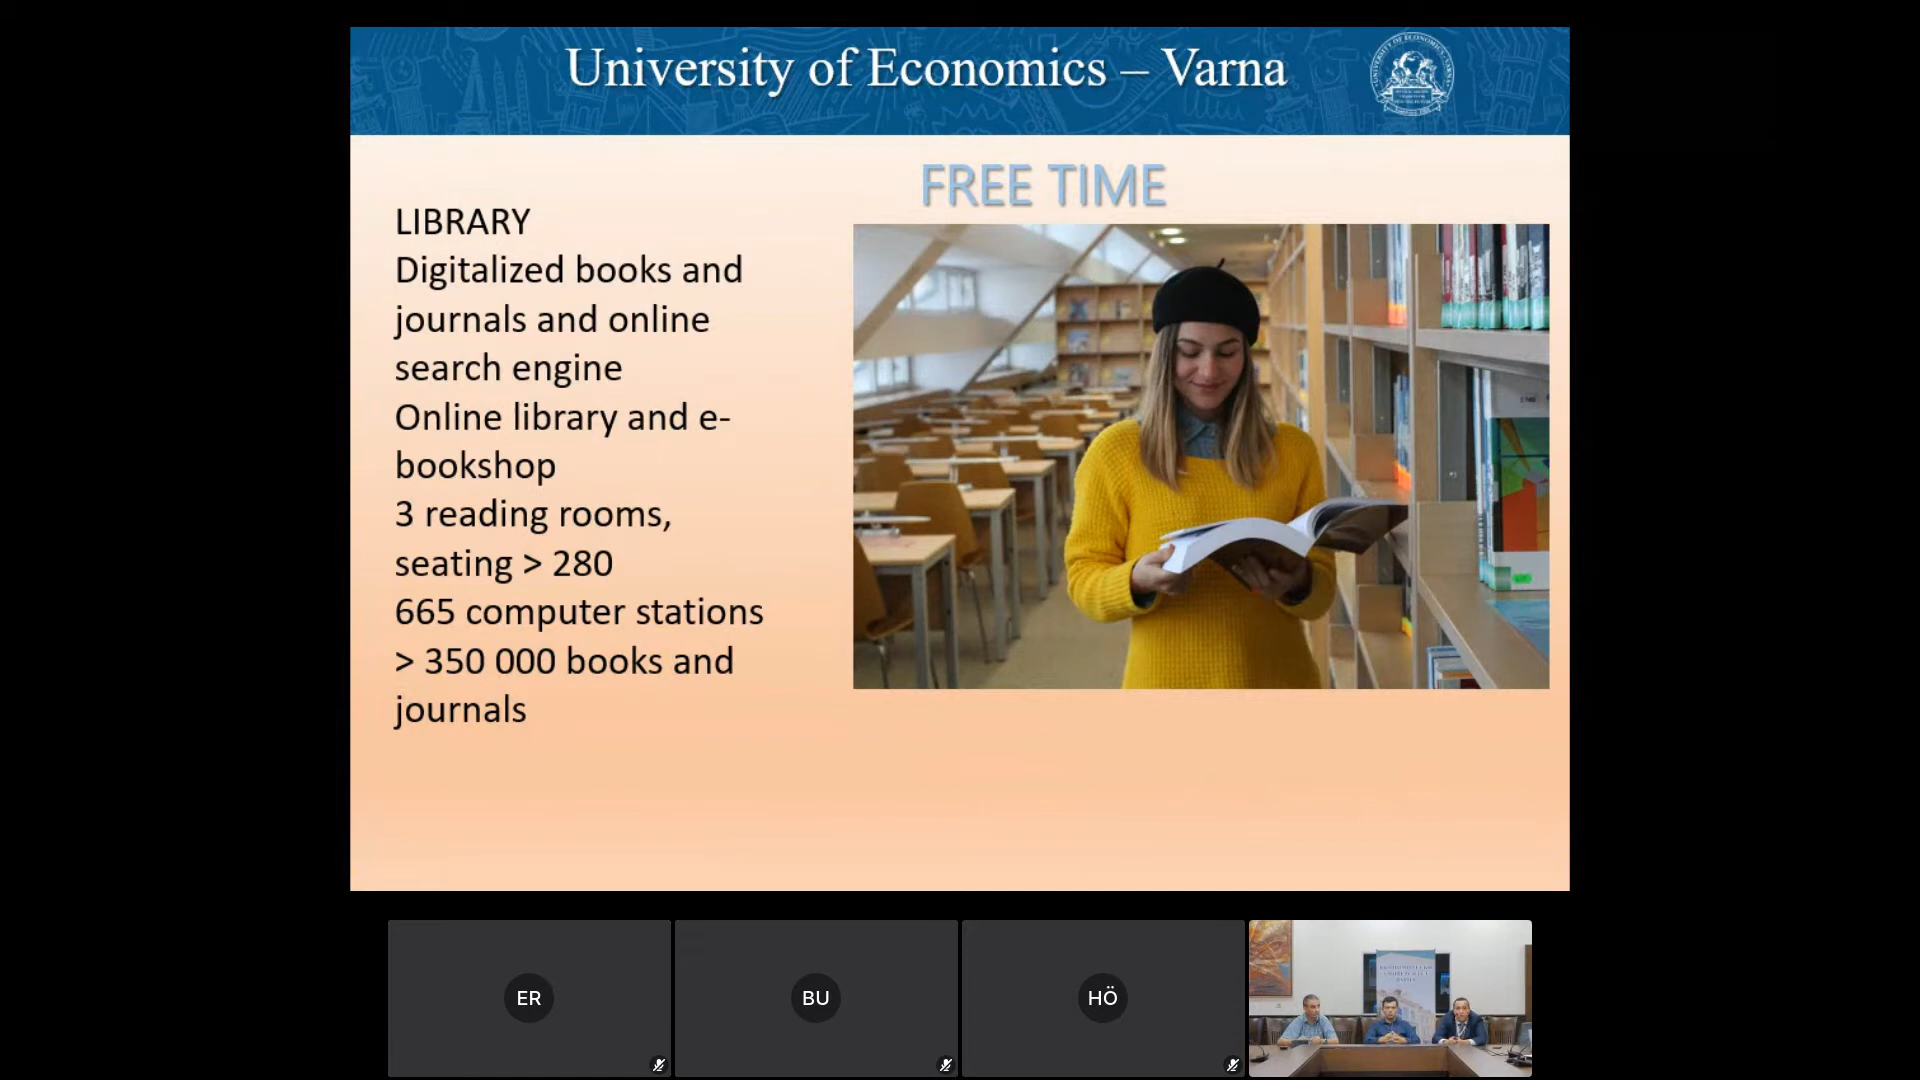 University of Economics – Varna
FREE TIME
LIBRARY
Digitalized books and
journals and online
search engine
Online library and e-
bookshop
3 reading rooms,
seating > 280
665 computer stations
> 350 000 books and
journals
ER
BU
HÖ